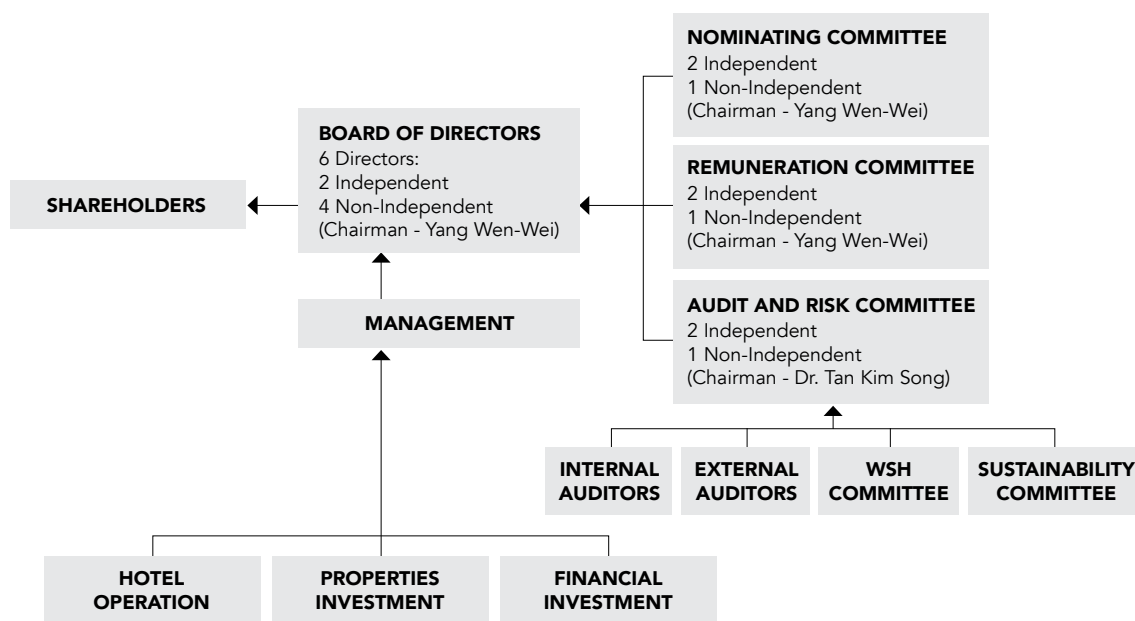 NOMINATING COMMITTEE
2 Independent
1 Non-Independent
(Chairman - Yang Wen-Wei)
BOARD OF DIRECTORS
6 Directors:
2 Independent
4 Non-Independent
(Chairman - Yang Wen-Wei)
REMUNERATION COMMITTEE
2 Independent
1 Non-Independent
(Chairman - Yang Wen-Wei)
SHAREHOLDERS
MANAGEMENT
AUDIT AND RISK COMMITTEE
2 Independent
1 Non-Independent
(Chairman - Dr. Tan Kim Song)
INTERNAL
AUDITORS
EXTERNAL
AUDITORS
WSH
COMMITTEE
SUSTAINABILITY
COMMITTEE
HOTEL
OPERATION
PROPERTIES
INVESTMENT
FINANCIAL
INVESTMENT